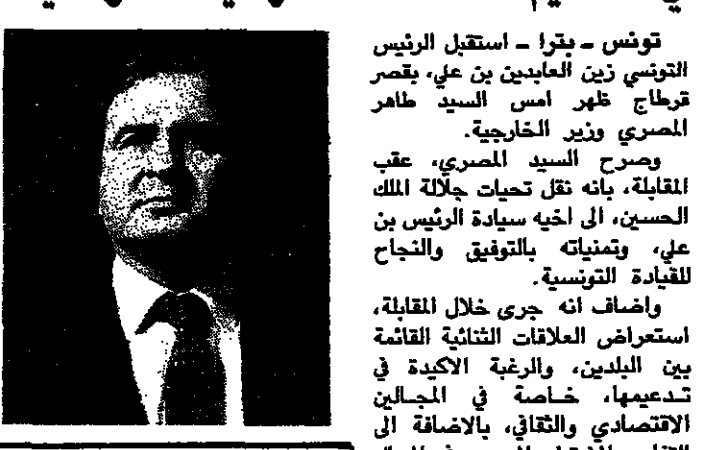 تونس ـ بترا ـ استقبل الرئيس
التونسي زين العابدين بن علي، بقصر
قرطاج ظهر امس السيد طاهر
المصري وزير الخارجية.
وصرح السيد المصري، عقب
المقابلة، بانه نقل تحيات جلالة الملك
الحسين، الى اخيه سيادة الرئيس بن
علي، وتمنياته بالتوفيق والنجاح
للقيادة التونسية.
واضاف انه جرى خلال المقابلة،
استعراض العلاقات الثنائية القائمة
بين البلدين، والرغبة الاكيدة في
تدعيمها، خاصة في المجالين
الاقتصادي والثقافي، بالاضافة الى